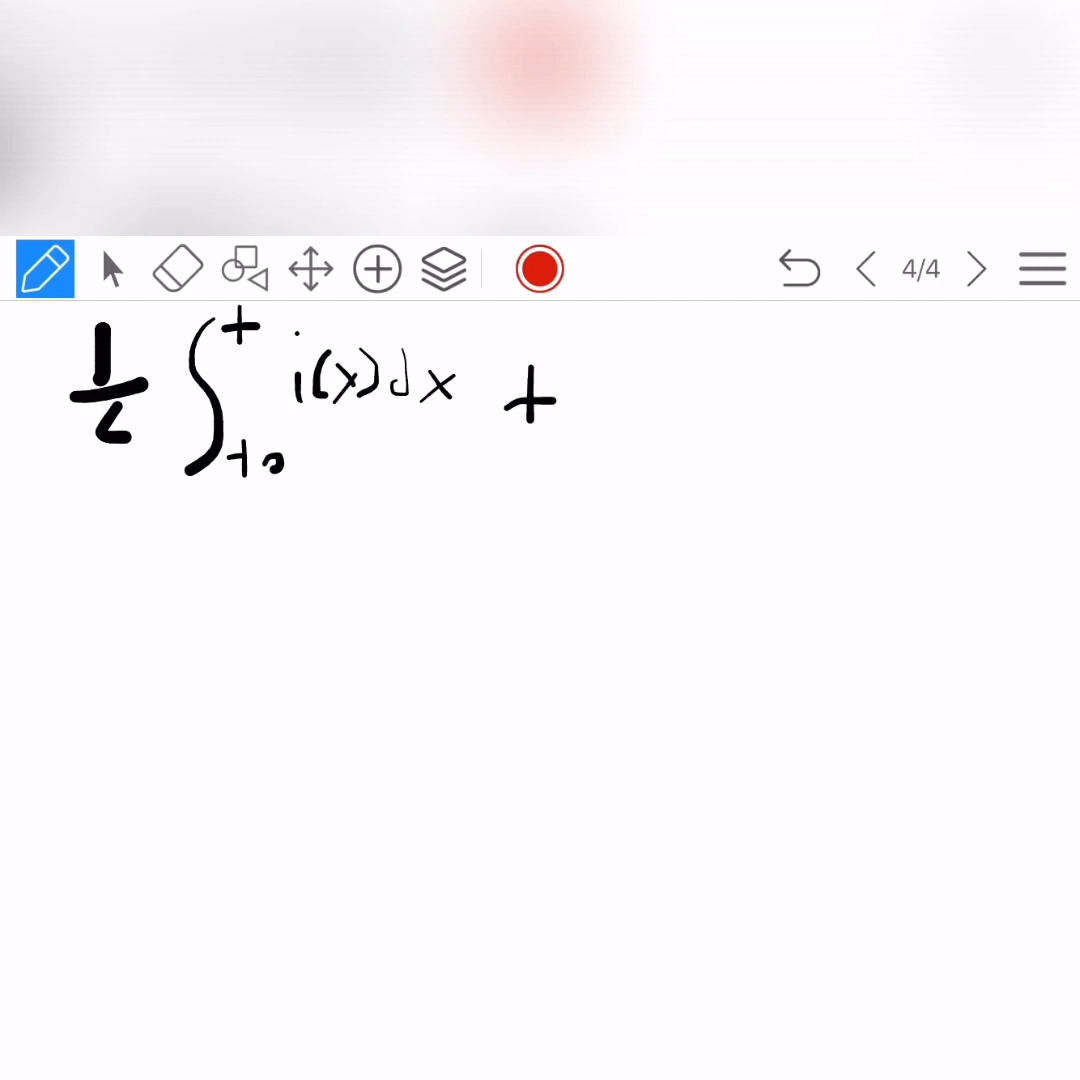 4/4
1/c ∫_{t0}^{t} i(x)dx +